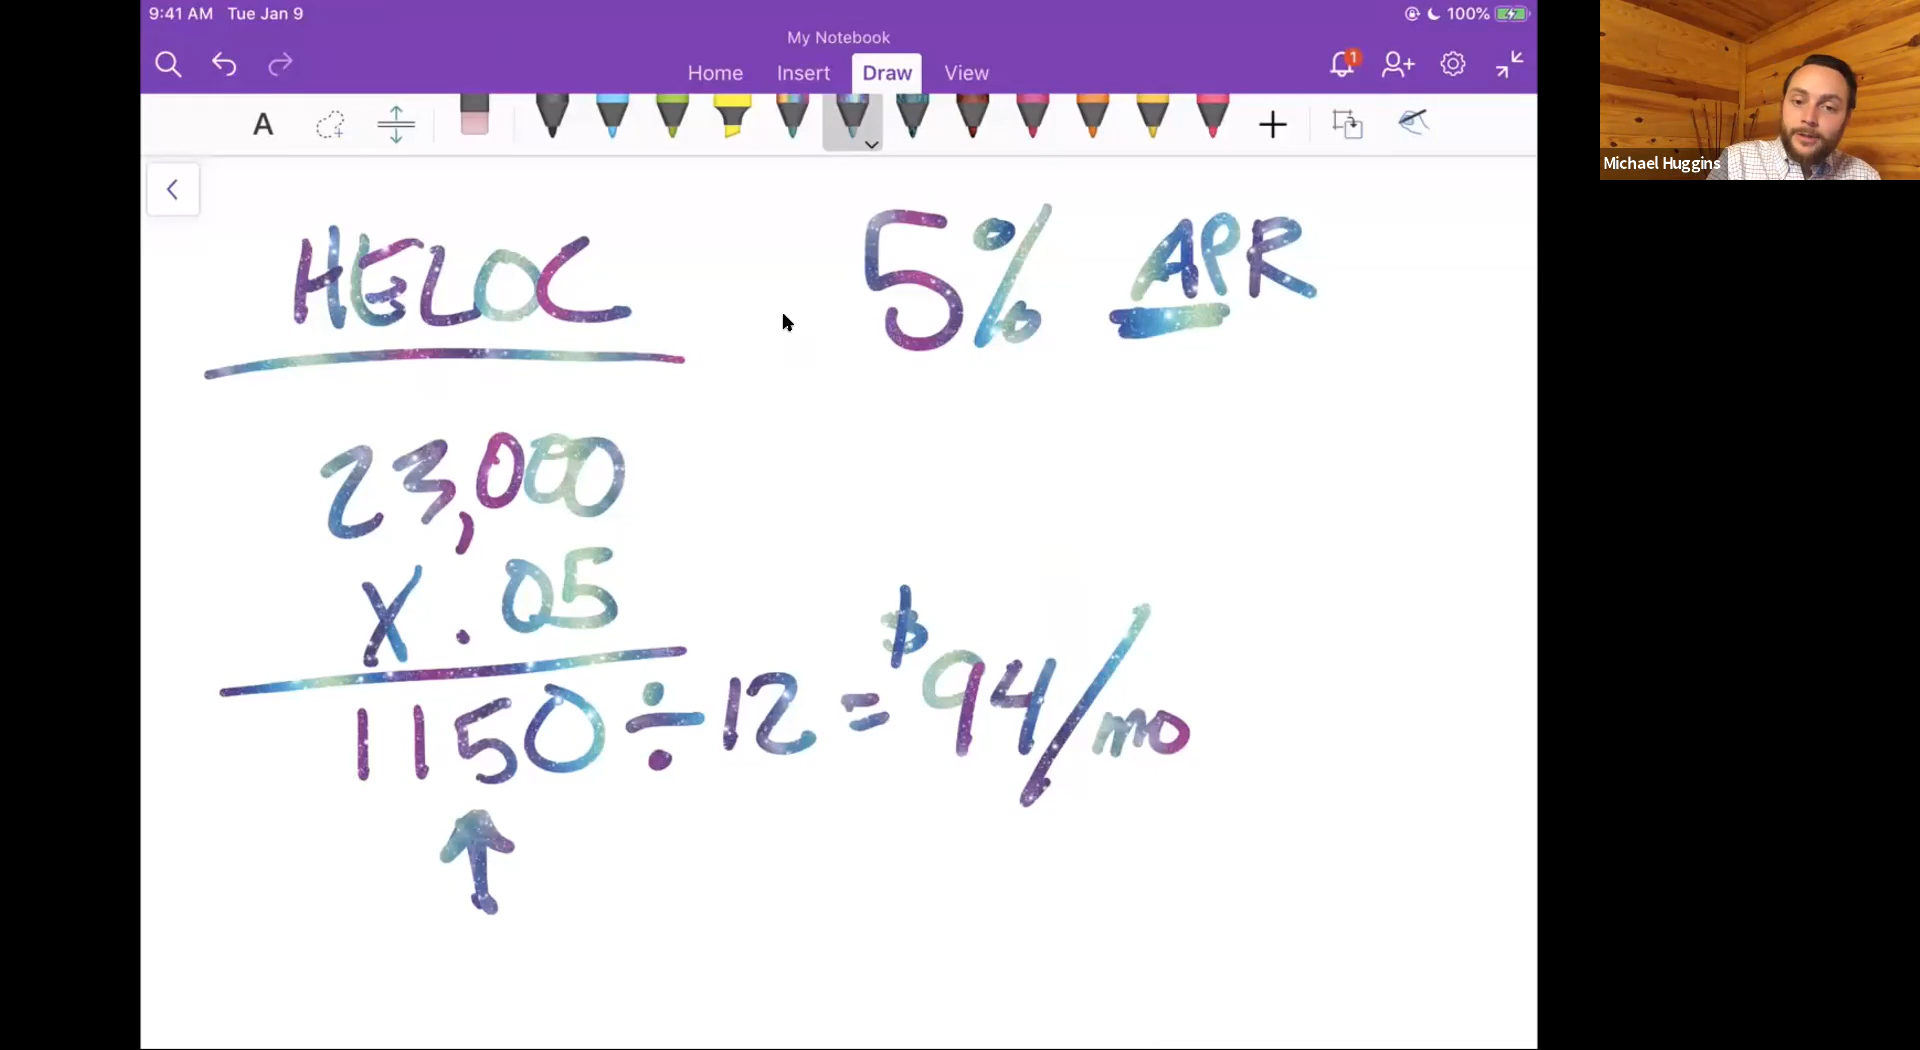 9:41 AM Tue Jan 9
100%
My Notebook
Home Insert Draw View
1
A
Michael Huggins
HELOC 5% APR
23,000
X .05
1150 ÷ 12 = $94/mo